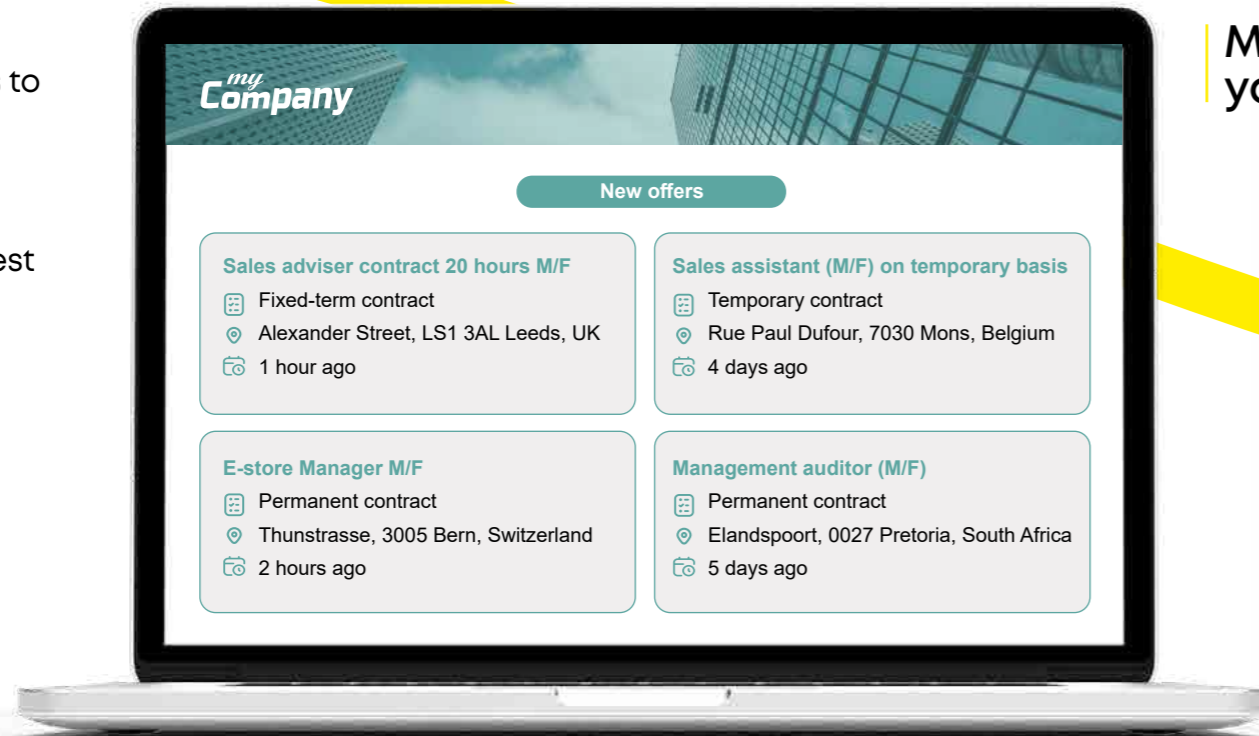 to
est
my
Company
New offers
Sales adviser contract 20 hours M/F
Fixed-term contract
Alexander Street, LS1 3AL Leeds, UK
1 hour ago
Sales assistant (M/F) on temporary basis
Temporary contract
Rue Paul Dufour, 7030 Mons, Belgium
4 days ago
E-store Manager M/F
Permanent contract
Thunstrasse, 3005 Bern, Switzerland
2 hours ago
Management auditor (M/F)
Permanent contract
Elandspoort, 0027 Pretoria, South Africa
5 days ago
M
yo